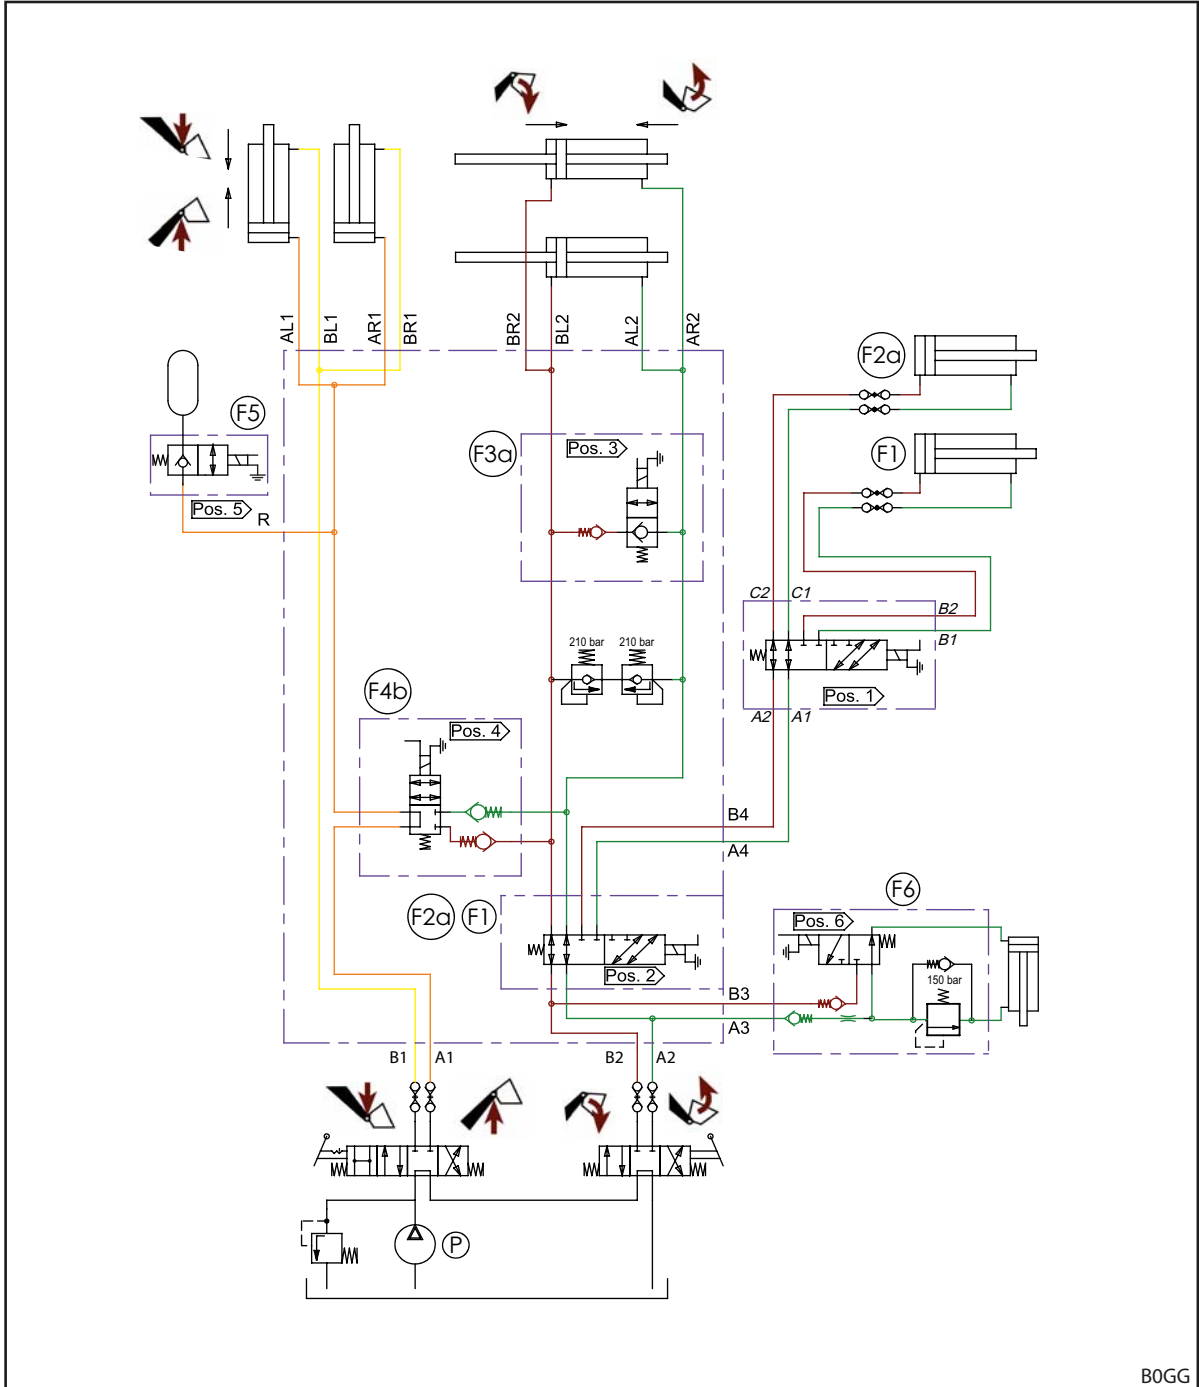 AL1
BL1
AR1
BR1
BR2
BL2
AL2
AR2
F2a
F5
F1
F3a
Pos. 3
Pos. 5
R
C2
C1
B2
B1
210 bar
210 bar
F4b
Pos. 1
Pos. 4
A2
A1
B4
A4
F6
F2a
F1
Pos. 6
Pos. 2
150 bar
B3
A3
B1
A1
B2
A2
P
B0GG